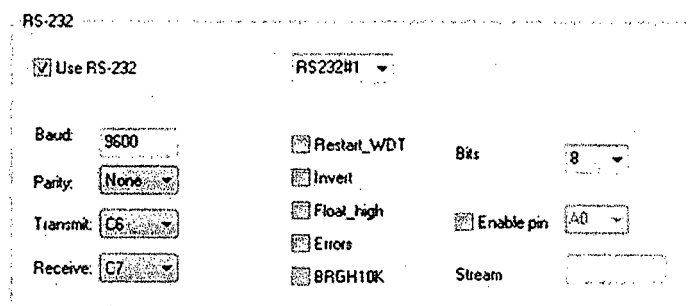 RS-232
Use RS-232 RS232#1
Baud: 9600
Restart_WDT
Bits 8
Parity: None
Invert
Transmit: C6
Float_high
Enable pin A0
Errors
Receive: C7
BRGH10K
Stream